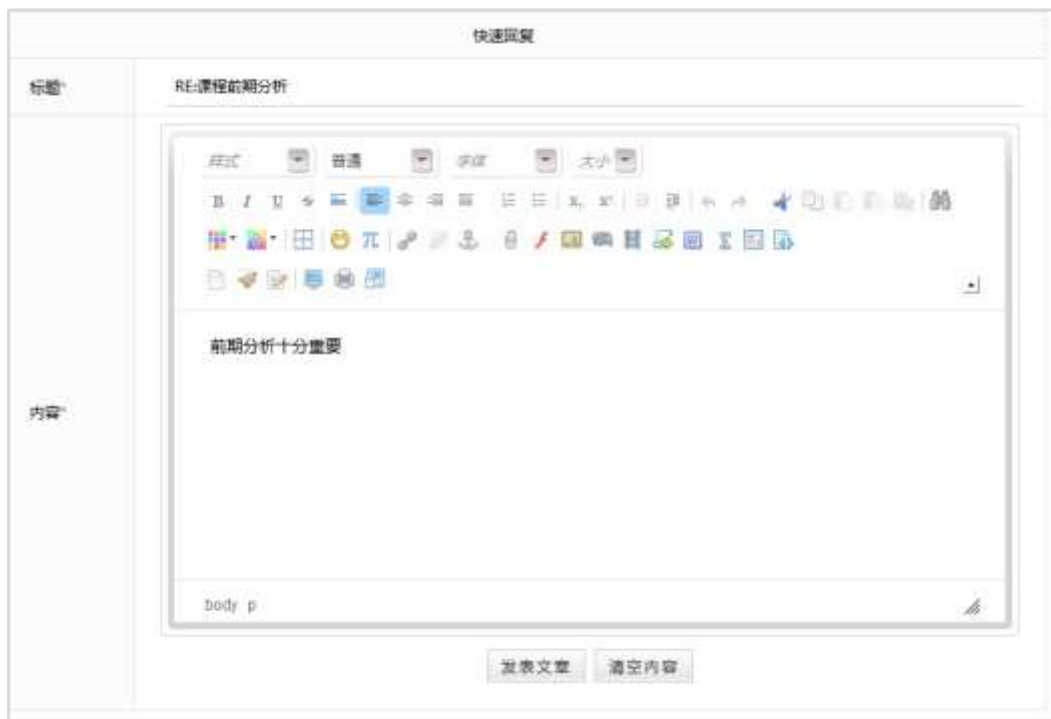 快速回复
标题*
RE:课程前期分析
样式 普通 字体 大小
前期分析十分重要
内容*
body p
发表文章 清空内容